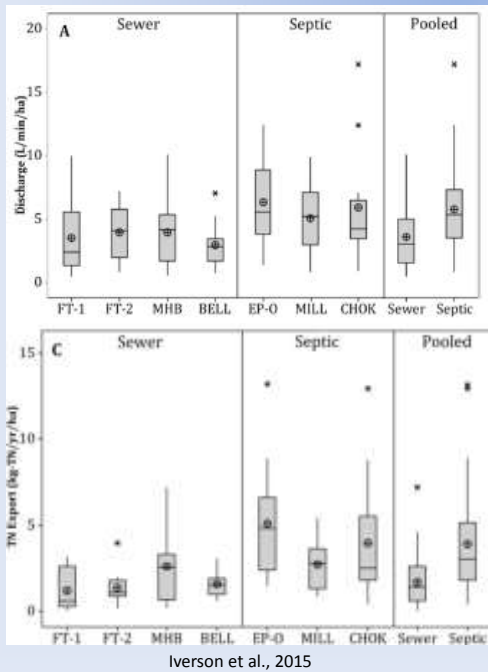 A
Sewer Septic Pooled
Discharge (L/min/ha)
20
15
10
5
0
FT-1 FT-2 MHB BELL EP-O MILL CHOK Sewer Septic
C
Sewer Septic Pooled
TN Export (kg-TN/yr/ha)
15
10
5
0
FT-1 FT-2 MHB BELL EP-O MILL CHOK Sewer Septic
Iverson et al., 2015